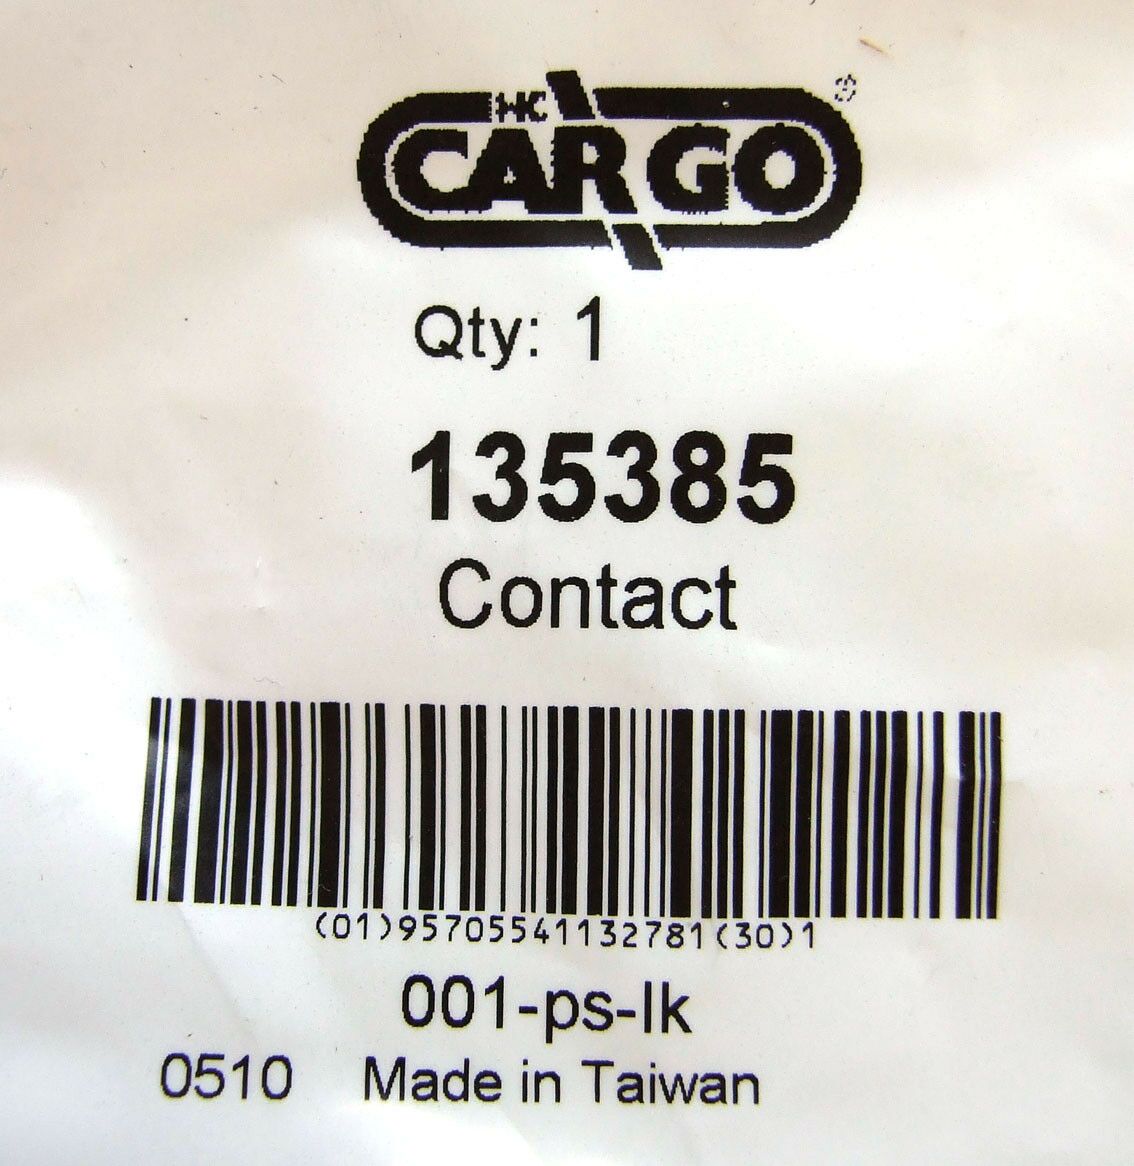 HC
CARGO®
Qty: 1
135385
Contact
(01)95705541132781(30)1
001-ps-lk
0510 Made in Taiwan